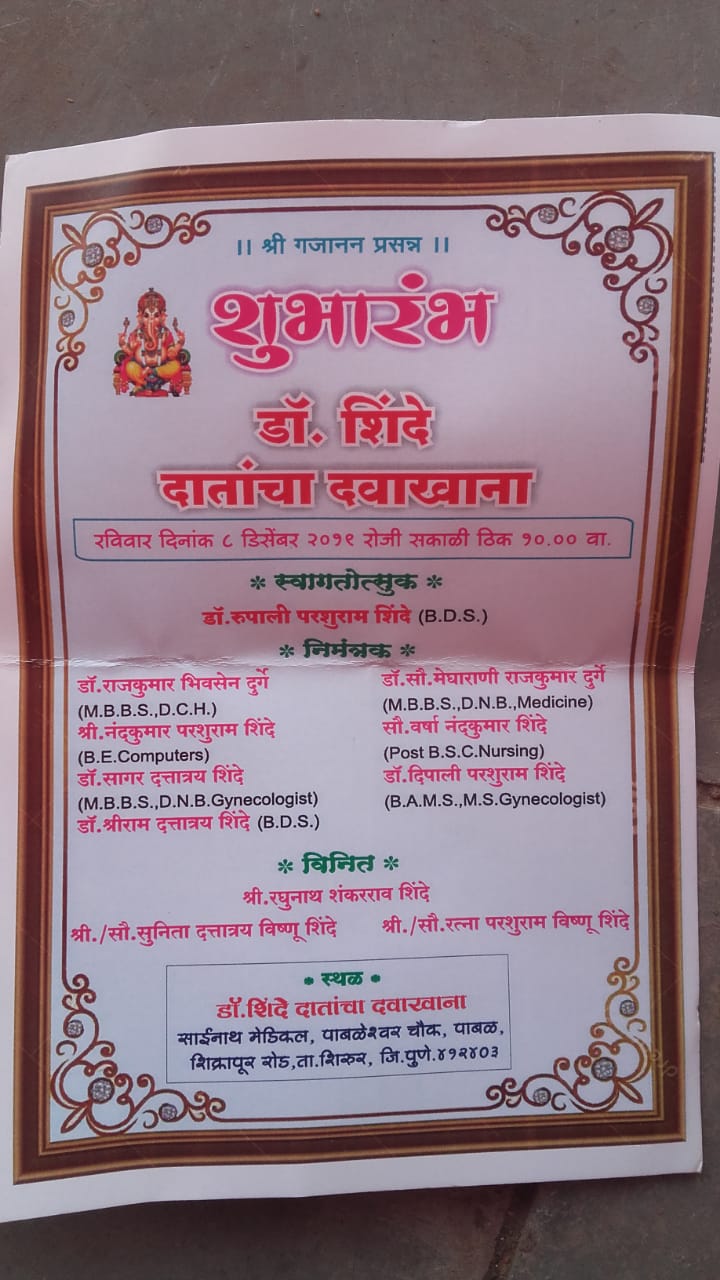 ।। श्री गजानन प्रसन्न ।।
शुभारंभ
डॉ. शिंदे
दातांचा दवाखाना
रविवार दिनांक ८ डिसेंबर २०१९ रोजी सकाळी ठिक १०.०० वा.
* स्वागतोत्सुक *
डॉ.रुपाली परशुराम शिंदे (B.D.S.)
* निमंत्रक *
डॉ.राजकुमार भिवसेन दुर्गे
(M.B.B.S.,D.C.H.)
श्री.नंदकुमार परशुराम शिंदे
(B.E.Computers)
डॉ.सागर दत्तात्रय शिंदे
(M.B.B.S.,D.N.B.Gynecologist)
डॉ.श्रीराम दत्तात्रय शिंदे (B.D.S.)
डॉ.सौ.मेघाराणी राजकुमार दुर्गे
(M.B.B.S.,D.N.B.,Medicine)
सौ.वर्षा नंदकुमार शिंदे
(Post B.S.C.Nursing)
डॉ.दिपाली परशुराम शिंदे
(B.A.M.S.,M.S.Gynecologist)
* विनित *
श्री.रघुनाथ शंकरराव शिंदे
श्री./सौ.सुनिता दत्तात्रय विष्णू शिंदे
श्री./सौ.रत्ना परशुराम विष्णू शिंदे
• स्थळ •
डॉ.शिंदे दातांचा दवाखाना
साईनाथ मेडिकल, पाबळेश्वर चौक, पाबळ,
शिक्रापूर रोड,ता.शिरुर, जि.पुणे.४१२४०३